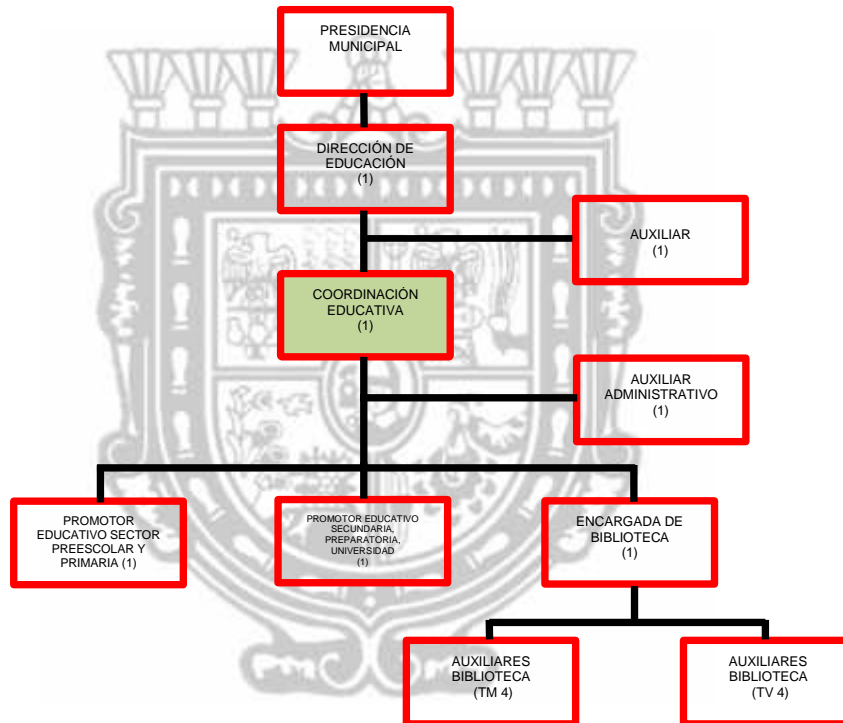 PRESIDENCIA
MUNICIPAL
DIRECCIÓN DE
EDUCACIÓN
(1)
AUXILIAR
(1)
COORDINACIÓN
EDUCATIVA
(1)
AUXILIAR
ADMINISTRATIVO
(1)
PROMOTOR
EDUCATIVO SECTOR
PREESCOLAR Y
PRIMARIA (1)
PROMOTOR EDUCATIVO
SECUNDARIA,
PREPARATORIA,
UNIVERSIDAD
(1)
ENCARGADA DE
BIBLIOTECA
(1)
AUXILIARES
BIBLIOTECA
(TM 4)
AUXILIARES
BIBLIOTECA
(TV 4)